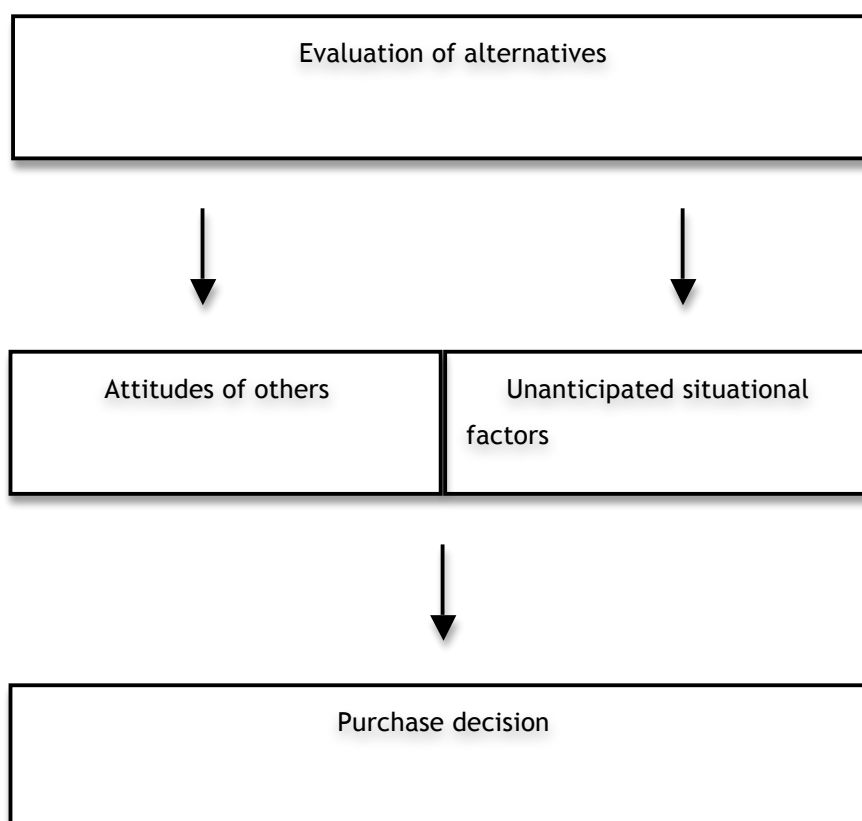 Evaluation of alternatives
Attitudes of others
Unanticipated situational
factors
Purchase decision